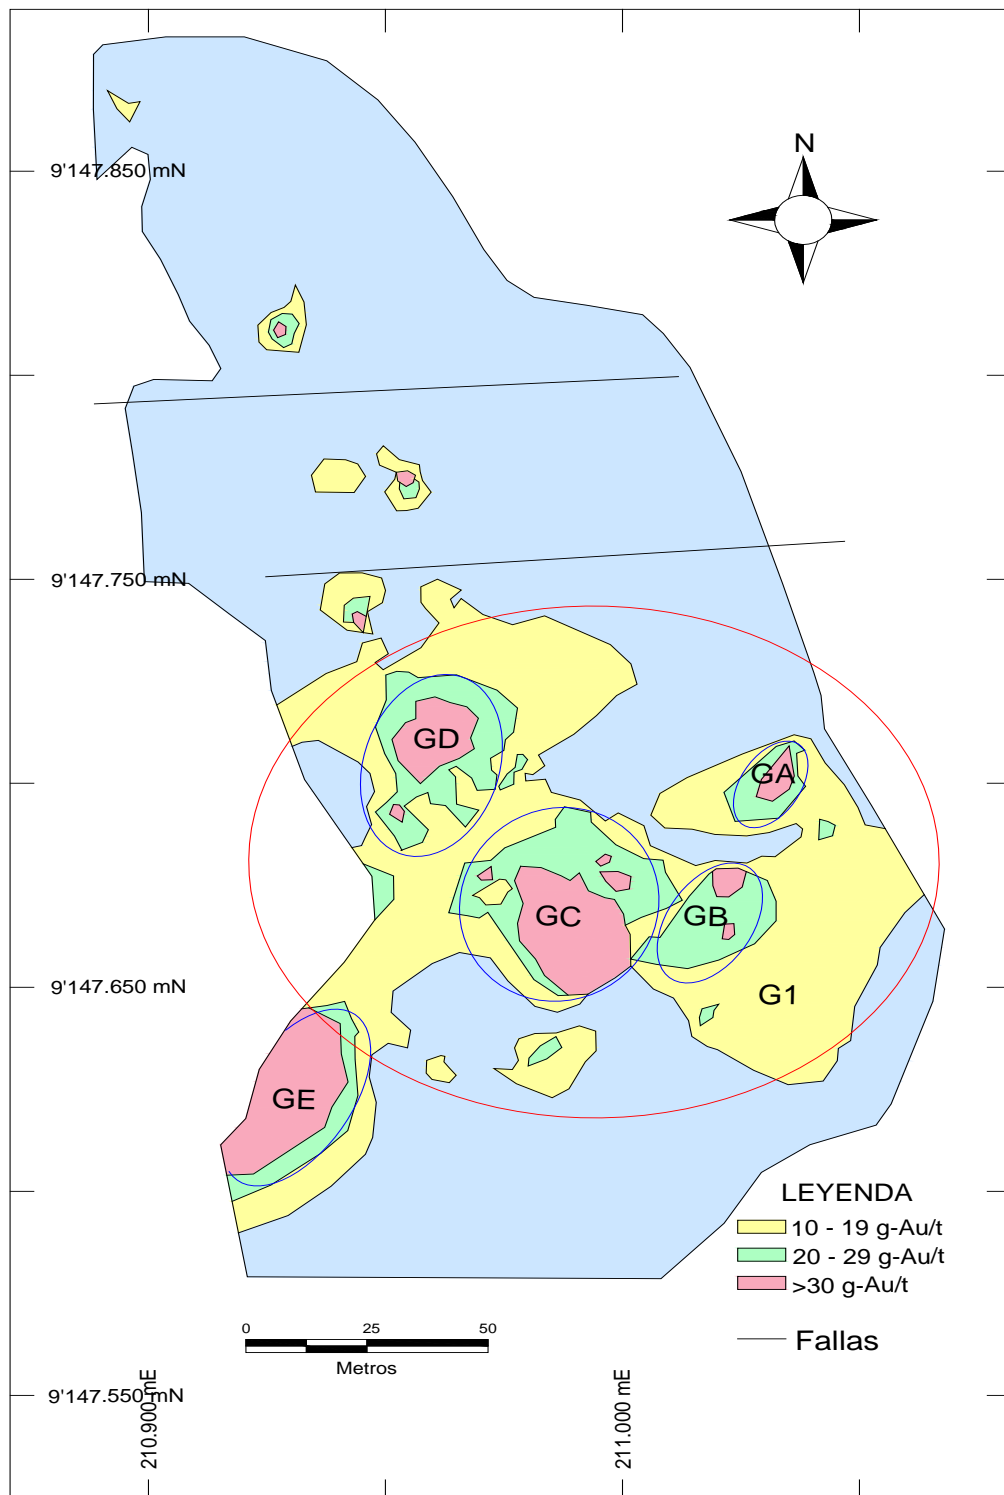 N
9'147.850 mN
9'147.750 mN
GD
GA
GC
GB
9'147.650 mN
G1
GE
LEYENDA
10 - 19 g-Au/t
20 - 29 g-Au/t
>30 g-Au/t
Fallas
0 25 50
Metros
9'147.550 mN
210.900 mE
211.000 mE